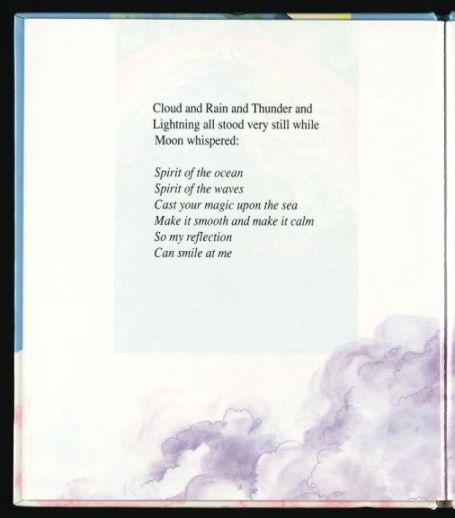 Cloud and Rain and Thunder and
Lightning all stood very still while
Moon whispered:
Spirit of the ocean
Spirit of the waves
Cast your magic upon the sea
Make it smooth and make it calm
So my reflection
Can smile at me